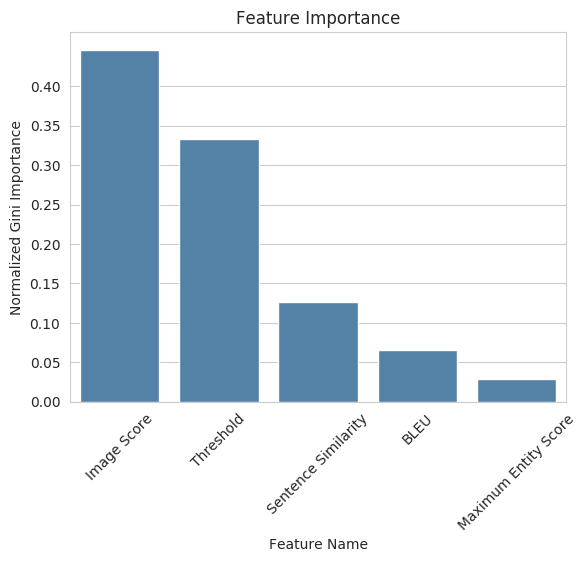 Feature Importance
Normalized Gini Importance
0.40
0.35
0.30
0.25
0.20
0.15
0.10
0.05
0.00
Image Score
Threshold
Sentence Similarity
BLEU
Maximum Entity Score
Feature Name